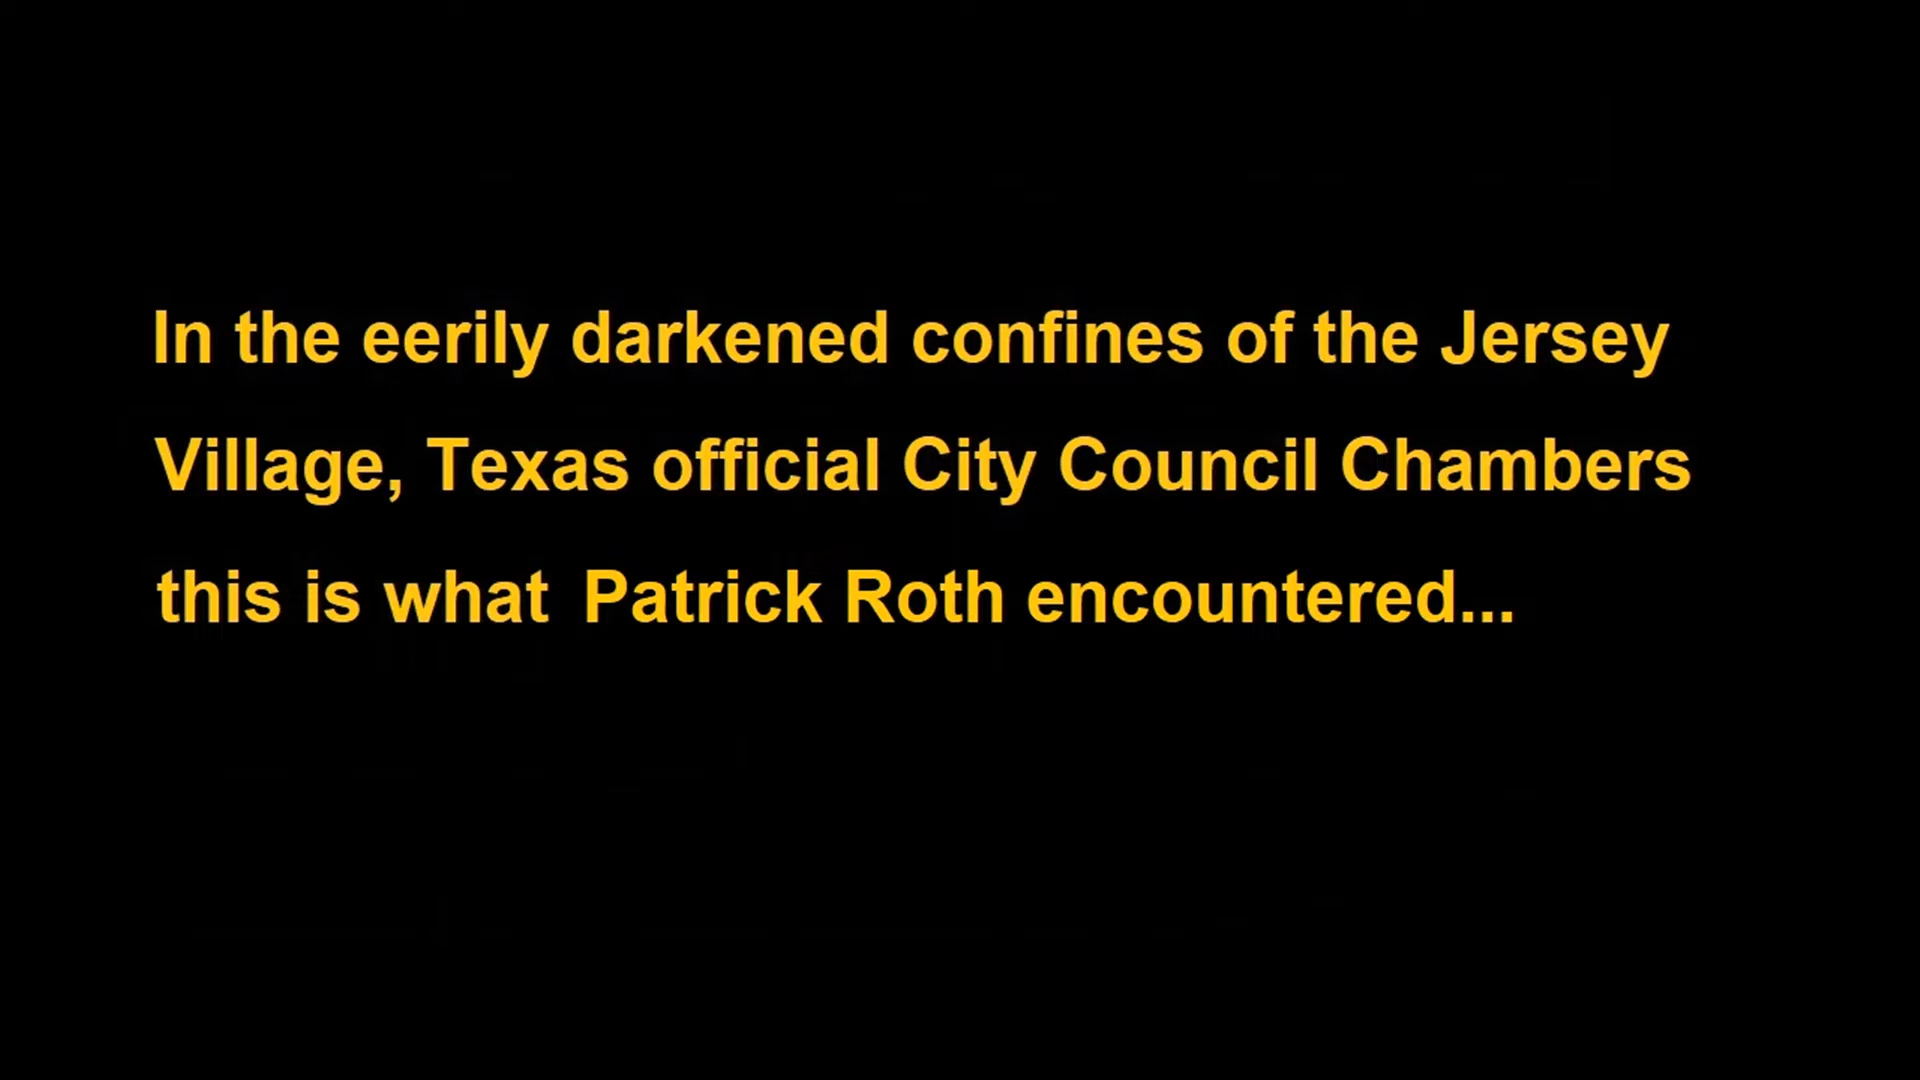 In the eerily darkened confines of the Jersey
Village, Texas official City Council Chambers
this is what Patrick Roth encountered...